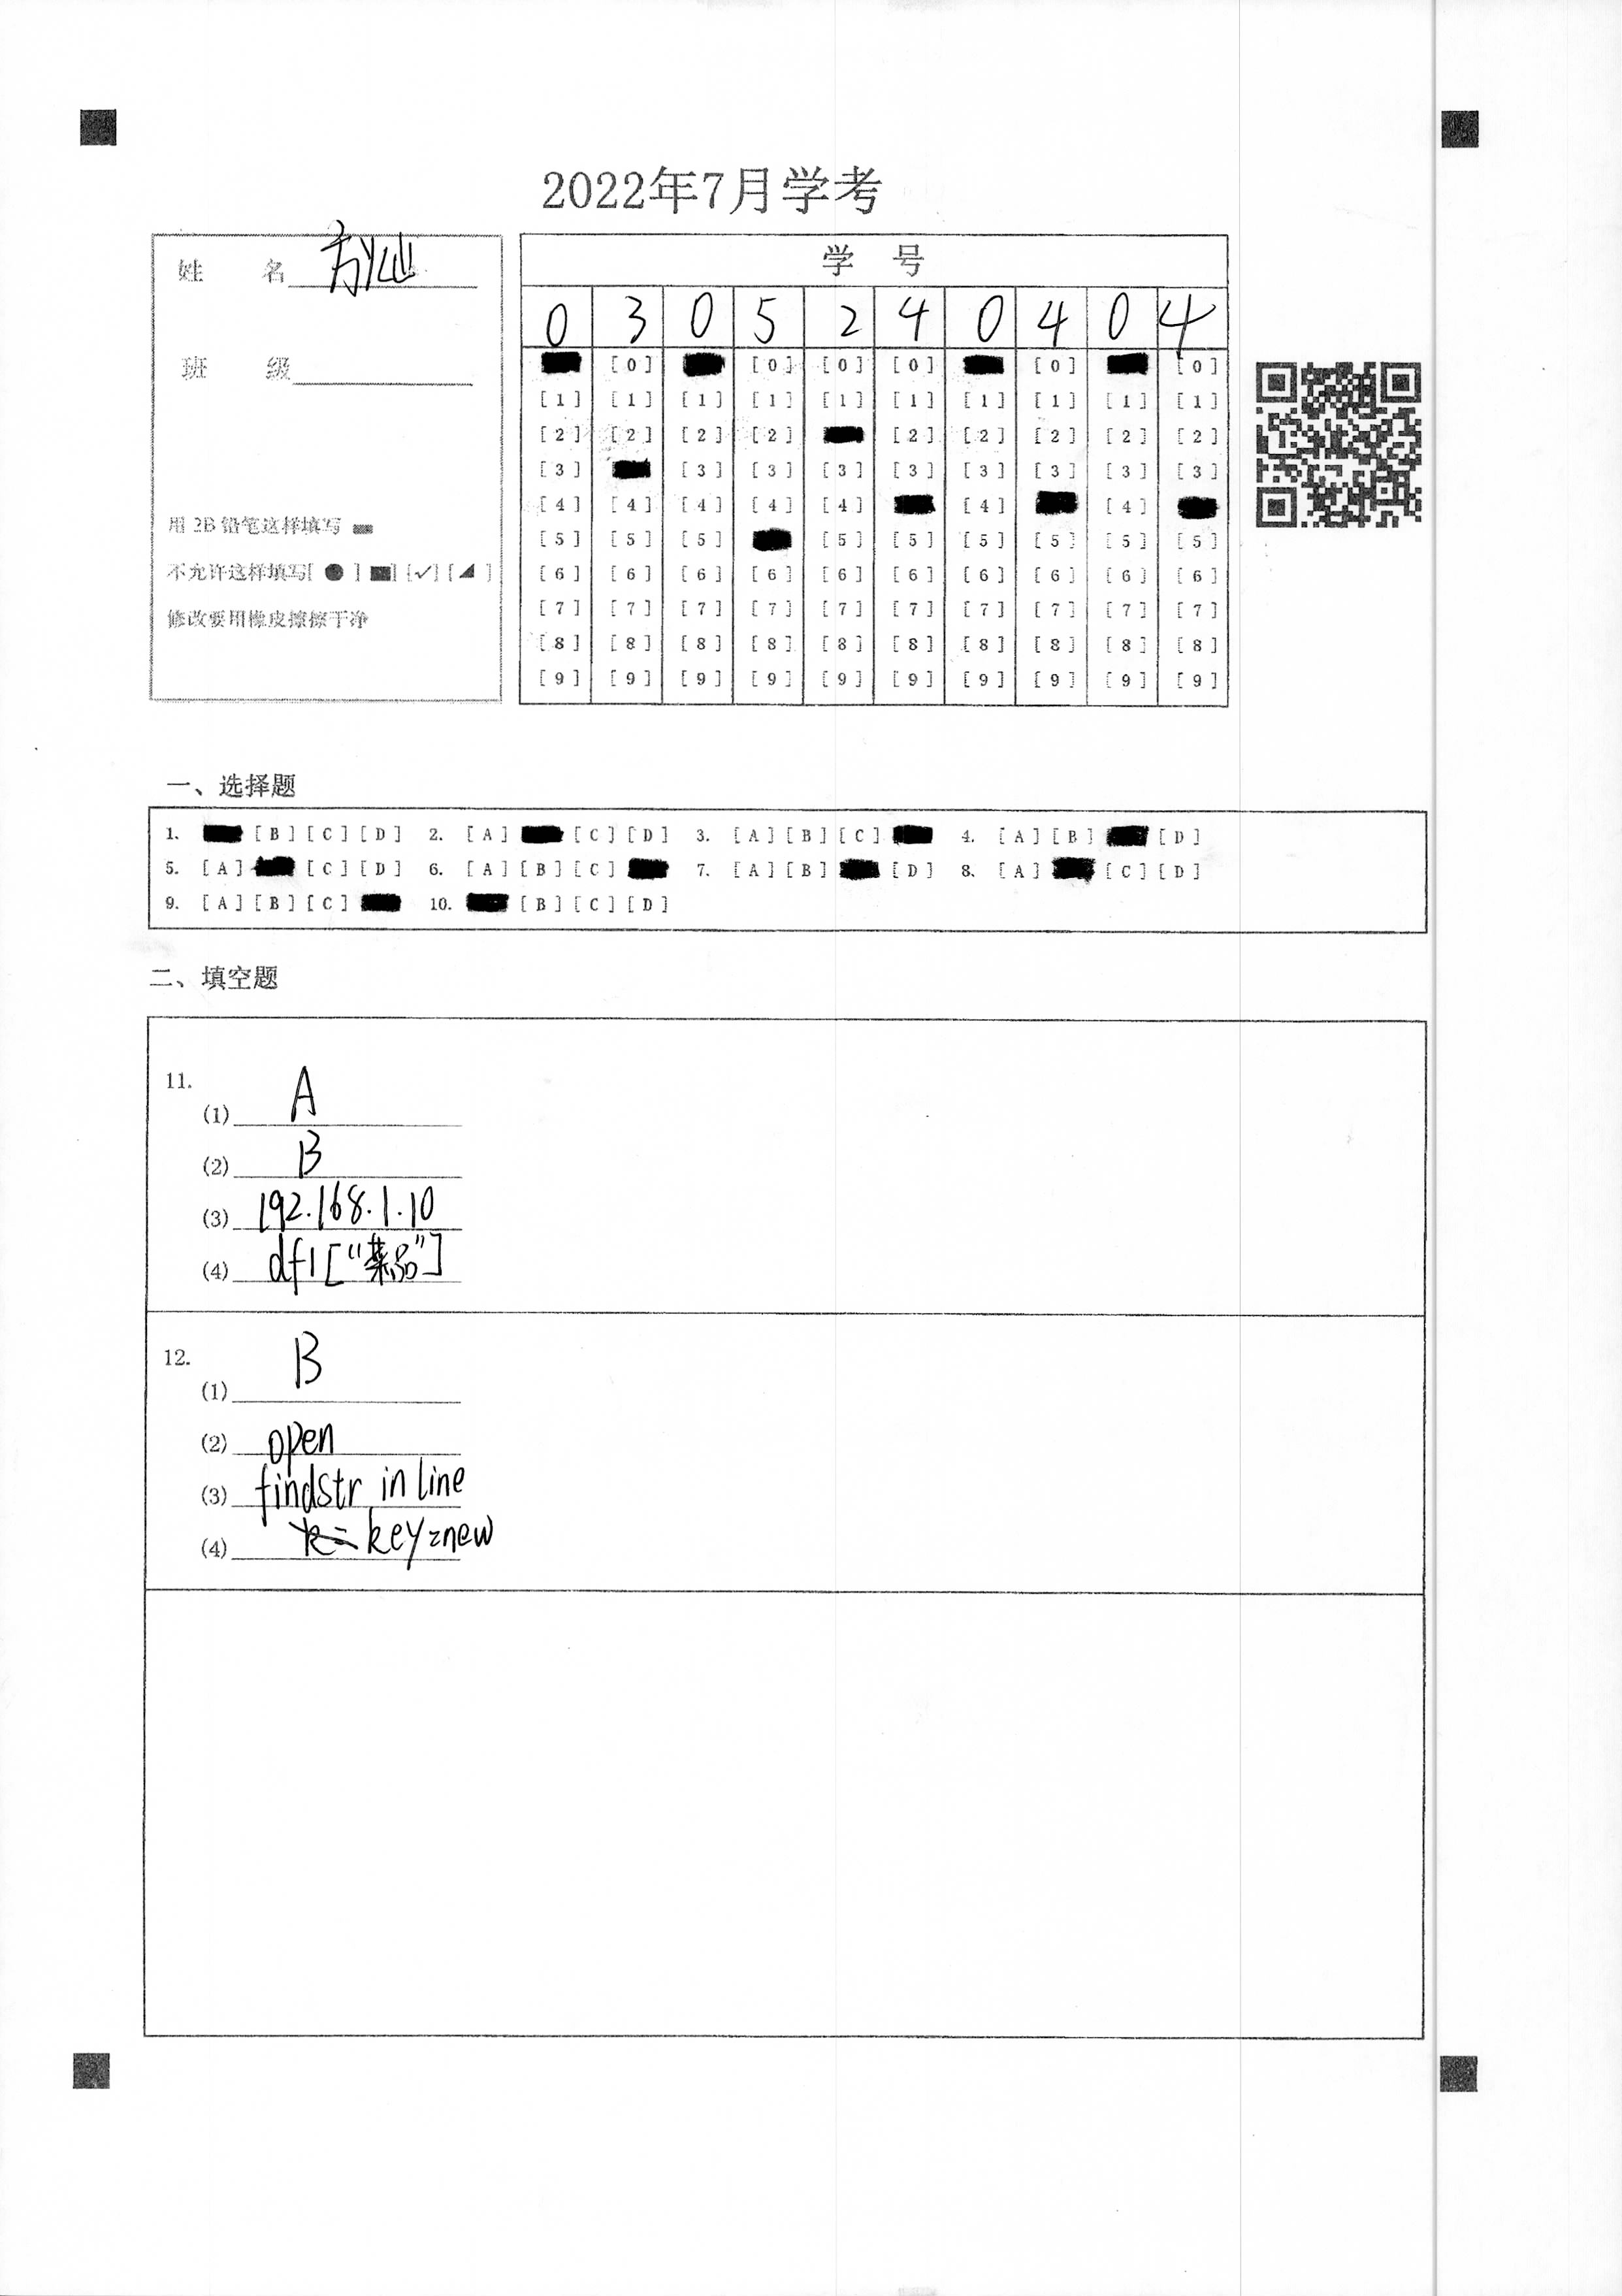 2022年7月学考
姓 名 方灿
学 号
0 3 0 5 2 4 0 4 0 4
班 级
[0] [0] [0] [0] [0] [0]
[1] [1] [1] [1] [1] [1] [1] [1] [1] [1]
[2] [2] [2] [2] [2] [2] [2] [2] [2]
[3] [3] [3] [3] [3] [3] [3] [3] [3]
[4] [4] [4] [4] [4] [4] [4]
[5] [5] [5] [5] [5] [5] [5] [5] [5]
[6] [6] [6] [6] [6] [6] [6] [6] [6] [6]
[7] [7] [7] [7] [7] [7] [7] [7] [7] [7]
[8] [8] [8] [8] [8] [8] [8] [8] [8] [8]
[9] [9] [9] [9] [9] [9] [9] [9] [9] [9]
用 2B 铅笔这样填写
不允许这样填写[ ● ] [■] [✓] [◢ ]
修改要用橡皮擦擦干净
一、选择题
1. [B] [C] [D] 2. [A] [C] [D] 3. [A] [B] [C] 4. [A] [B] [D]
5. [A] [C] [D] 6. [A] [B] [C] 7. [A] [B] [D] 8. [A] [C] [D]
9. [A] [B] [C] 10. [B] [C] [D]
二、填空题
11.
(1) A
(2) B
(3) 192.168.1.10
(4) df1["菜品"]
12.
(1) B
(2) open
(3) findstr in line
(4) key=new